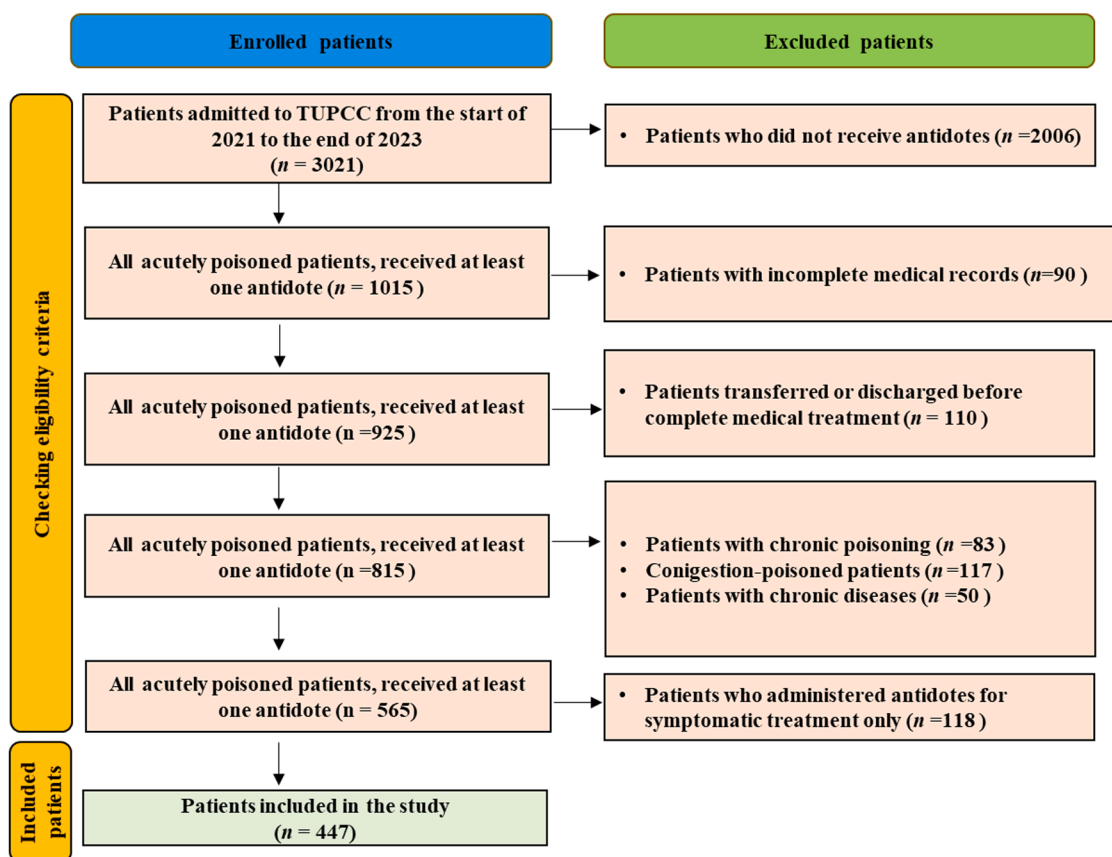 Enrolled patients
Excluded patients
Checking eligibility criteria
Patients admitted to TUPCC from the start of
2021 to the end of 2023
(n = 3021)
• Patients who did not receive antidotes (n =2006)
All acutely poisoned patients, received at least
one antidote (n = 1015 )
• Patients with incomplete medical records (n=90 )
All acutely poisoned patients, received at least
one antidote (n =925 )
• Patients transferred or discharged before
complete medical treatment (n = 110 )
All acutely poisoned patients, received at least
one antidote (n =815 )
• Patients with chronic poisoning (n =83 )
• Conigestion-poisoned patients (n =117 )
• Patients with chronic diseases (n =50 )
All acutely poisoned patients, received at least
one antidote (n = 565)
• Patients who administered antidotes for
symptomatic treatment only (n =118 )
Included
patients
Patients included in the study
(n = 447)